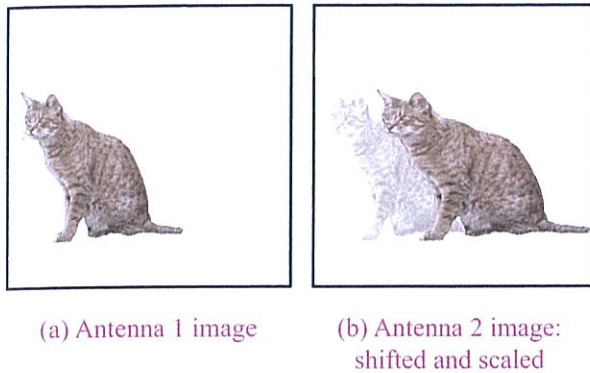 (a) Antenna 1 image
(b) Antenna 2 image:
shifted and scaled